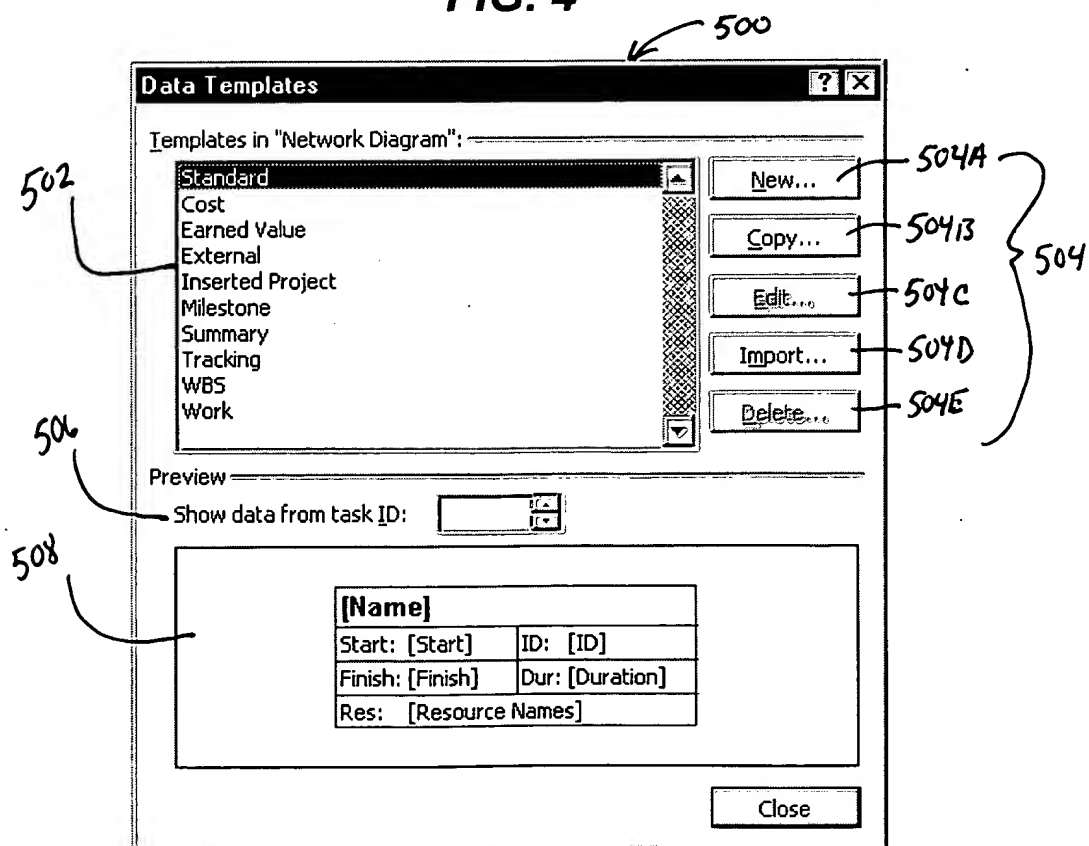 FIG. 4
500
Data Templates
Templates in "Network Diagram":
502
Standard
Cost
Earned Value
External
Inserted Project
Milestone
Summary
Tracking
WBS
Work
New... 504A
Copy... 504B
Edit... 504C
Import... 504D
Delete... 504E
504
Preview
506
Show data from task ID:
508
[Name]
Start: [Start] ID: [ID]
Finish: [Finish] Dur: [Duration]
Res: [Resource Names]
Close